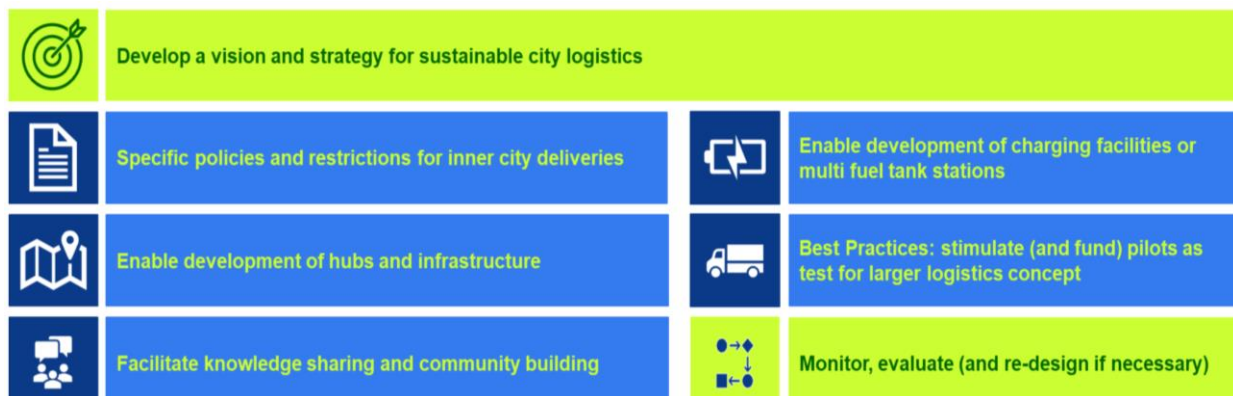 Develop a vision and strategy for sustainable city logistics
Specific policies and restrictions for inner city deliveries
Enable development of charging facilities or
multi fuel tank stations
Enable development of hubs and infrastructure
Best Practices: stimulate (and fund) pilots as
test for larger logistics concept
Facilitate knowledge sharing and community building
Monitor, evaluate (and re-design if necessary)